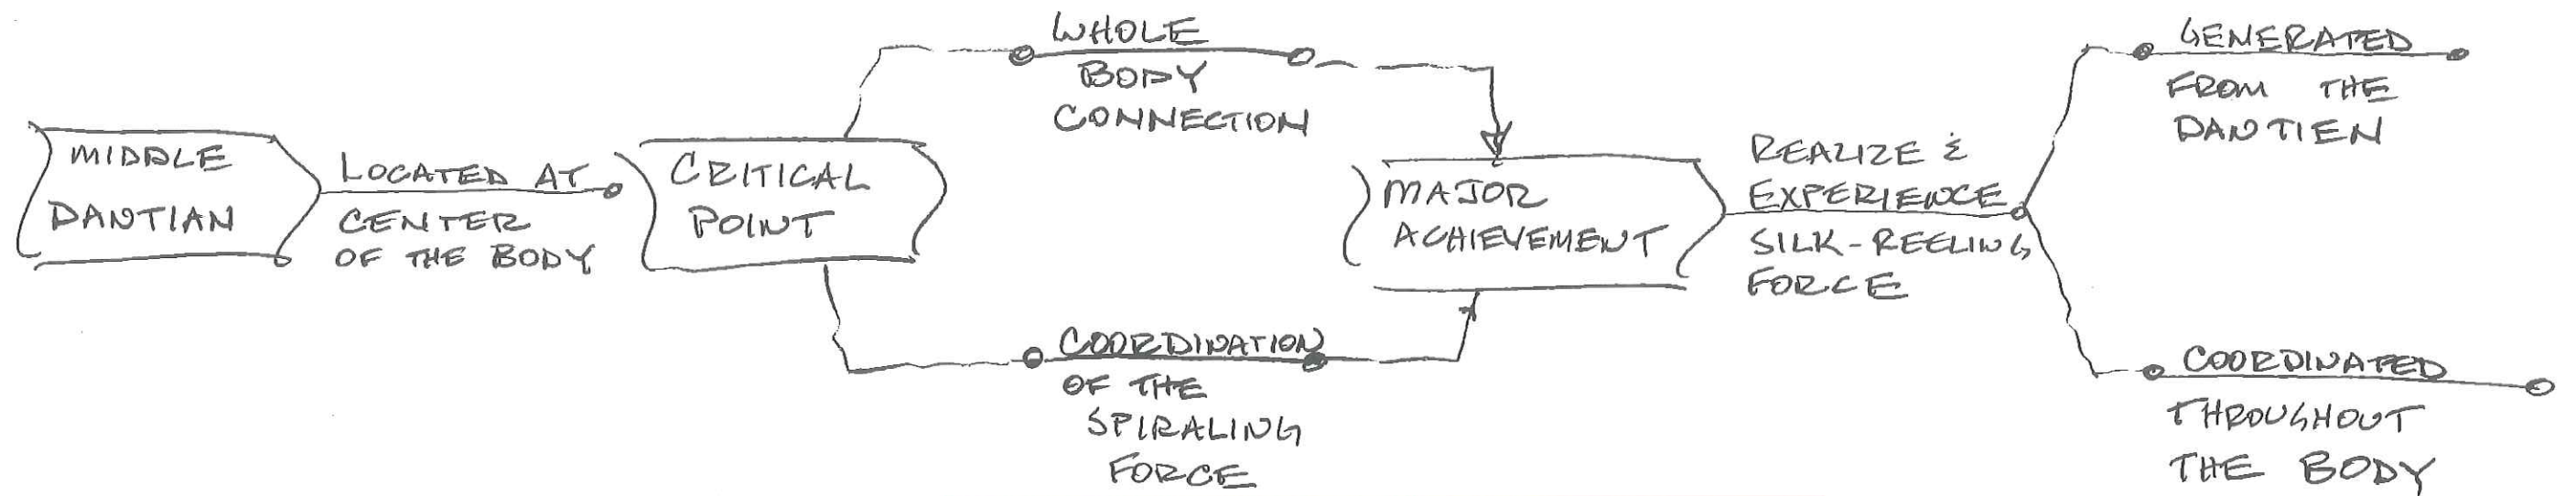 MIDDLE
DANTIAN
LOCATED AT
CENTER
OF THE BODY
CRITICAL
POINT
WHOLE
BODY
CONNECTION
COORDINATION
OF THE
SPIRALING
FORCE
MAJOR
ACHIEVEMENT
REALIZE &
EXPERIENCE
SILK-REELING
FORCE
GENERATED
FROM THE
DANTIEN
COORDINATED
THROUGHOUT
THE BODY